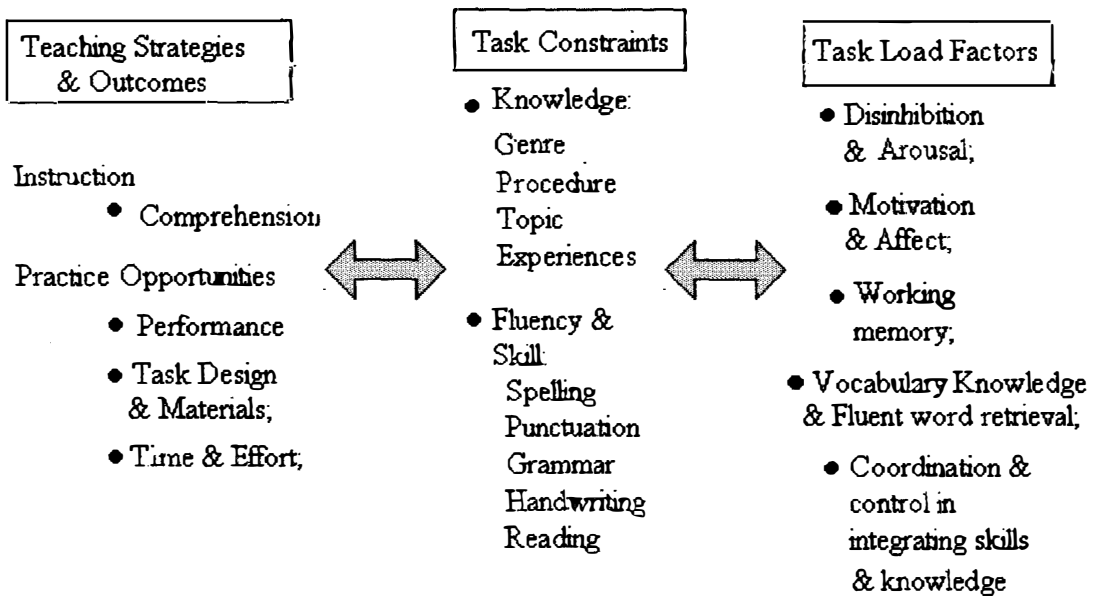 Teaching Strategies
& Outcomes
Instruction
● Comprehension
Practice Opportunities
● Performance
● Task Design
& Materials;
● Time & Effort;
Task Constraints
● Knowledge:
Genre
Procedure
Topic
Experiences
● Fluency &
Skill:
Spelling
Punctuation
Grammar
Handwriting
Reading
Task Load Factors
● Disinhibition
& Arousal;
● Motivation
& Affect;
● Working
memory;
● Vocabulary Knowledge
& Fluent word retrieval;
● Coordination &
control in
integrating skills
& knowledge